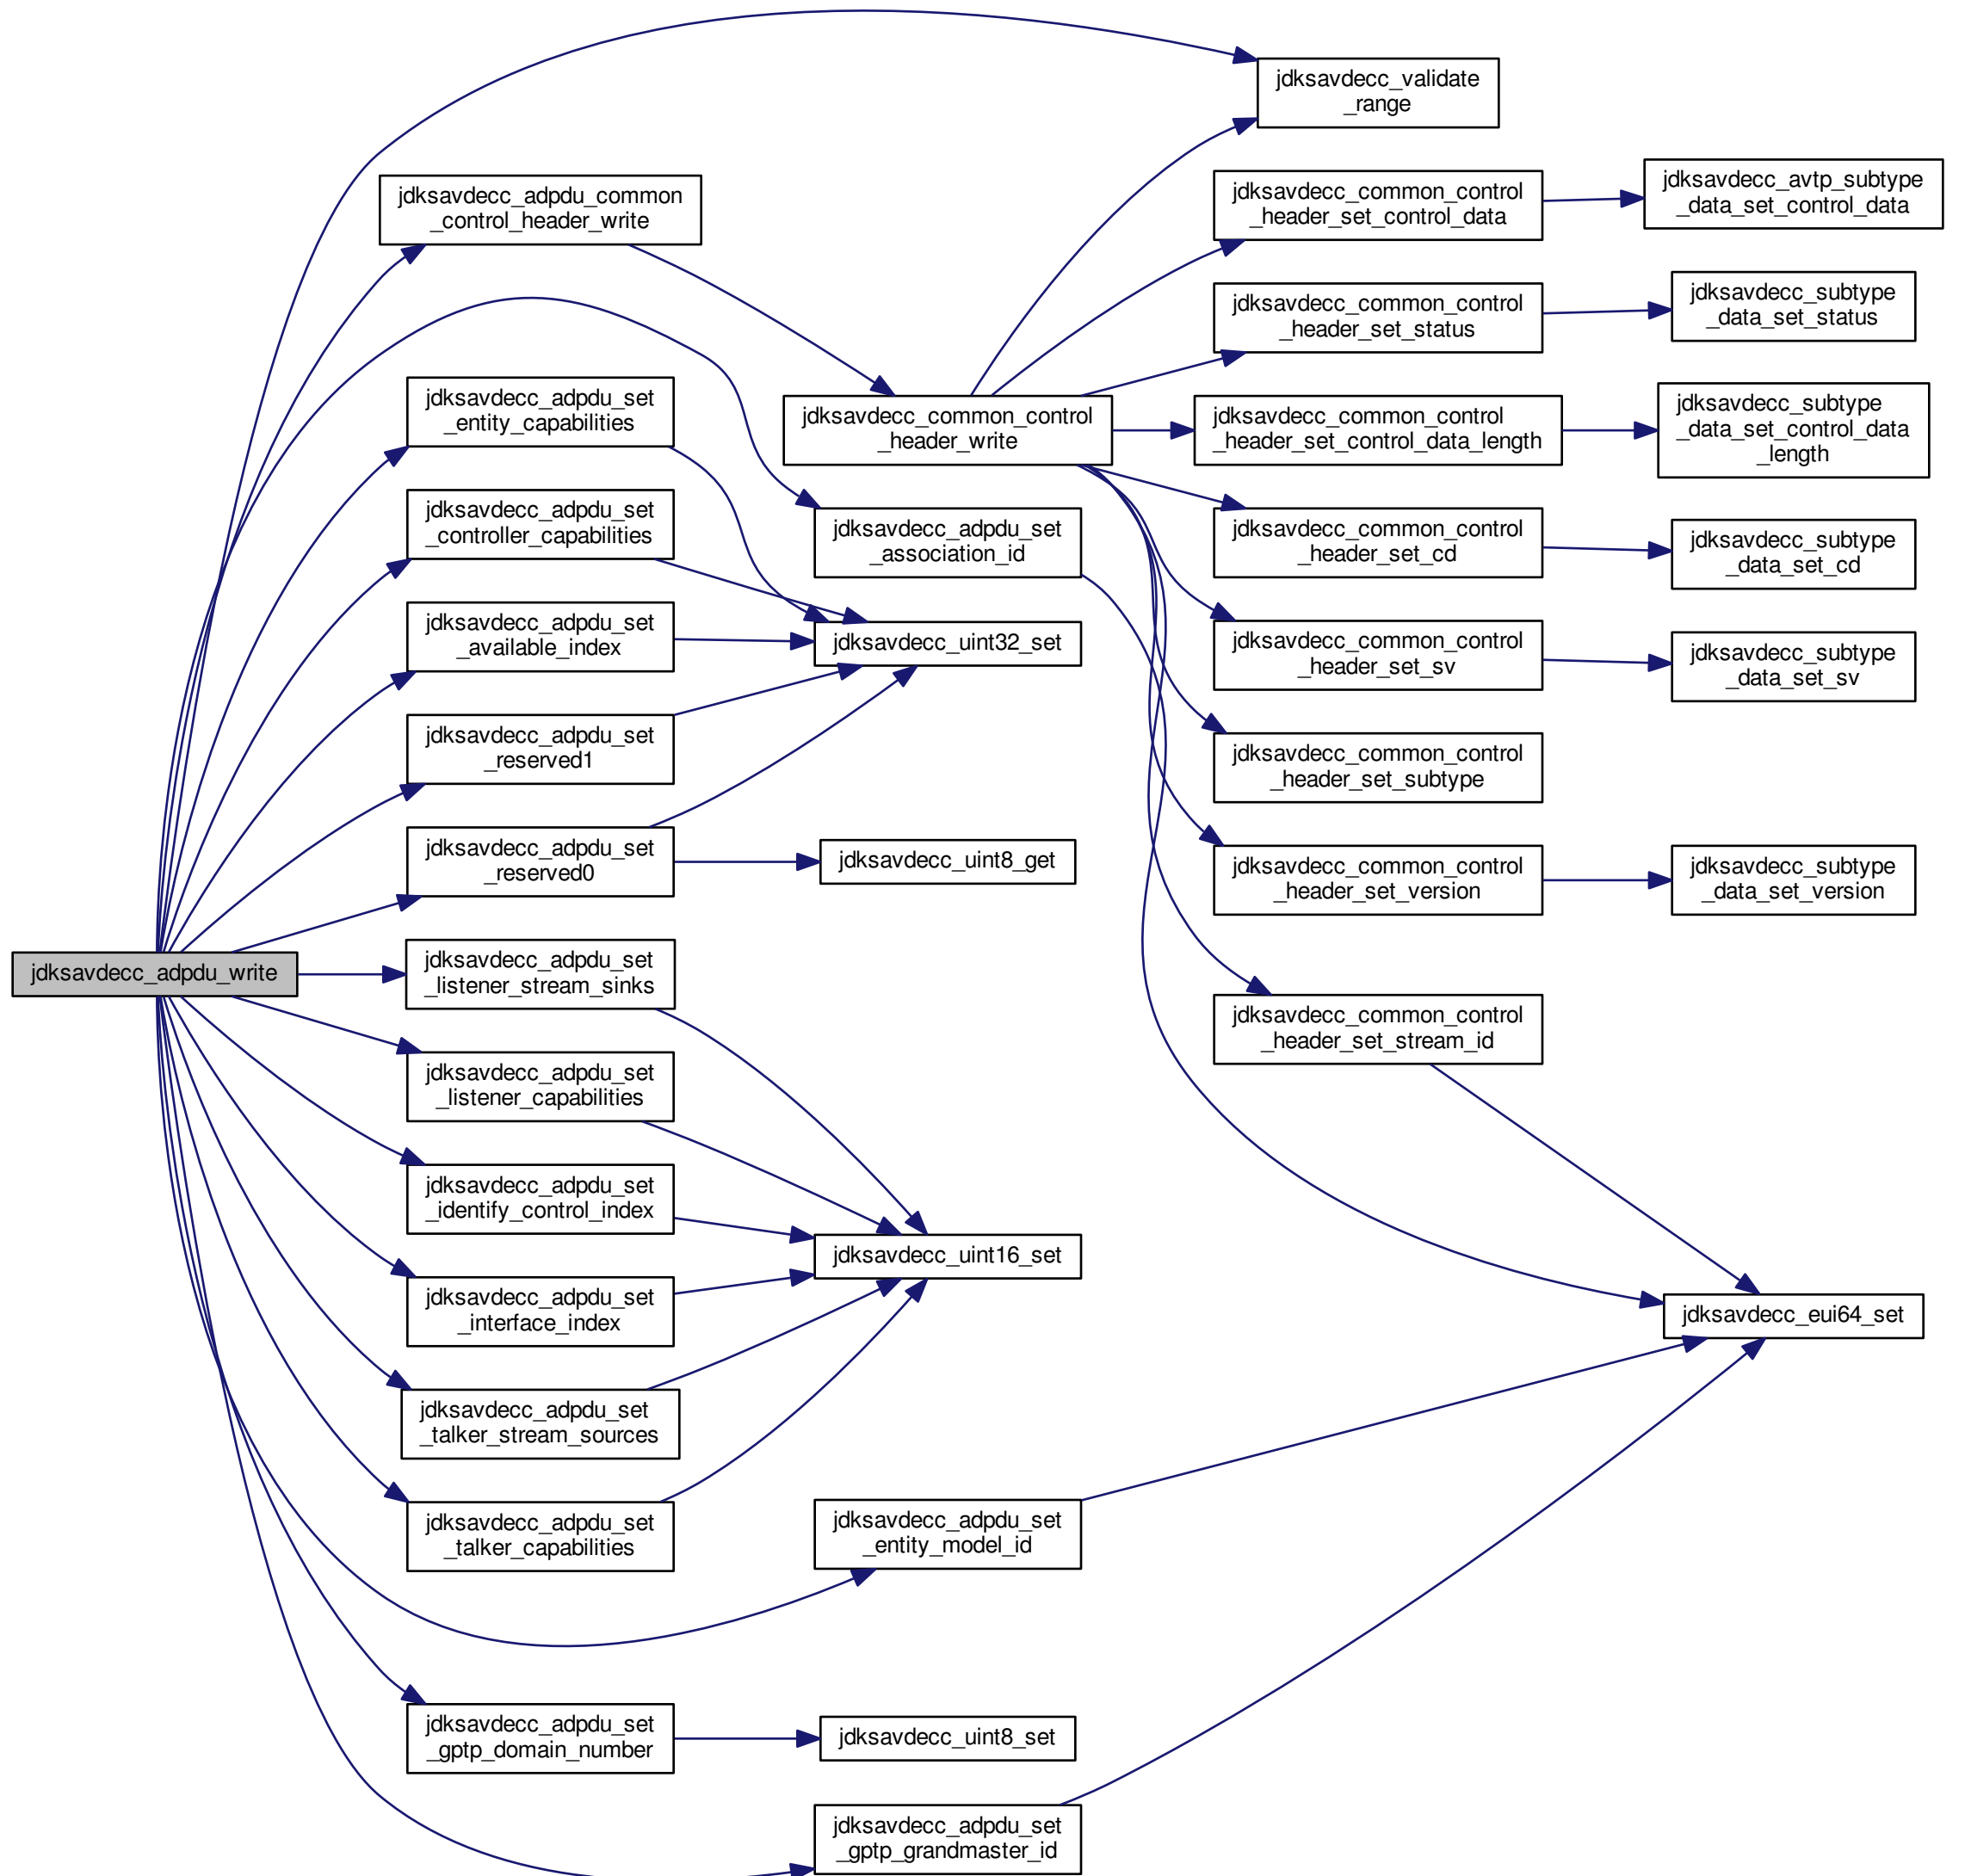 jdksavdecc_validate
_range
jdksavdecc_adpdu_common
_control_header_write
jdksavdecc_common_control
_header_set_control_data
jdksavdecc_avtp_subtype
_data_set_control_data
jdksavdecc_common_control
_header_set_status
jdksavdecc_subtype
_data_set_status
jdksavdecc_adpdu_set
_entity_capabilities
jdksavdecc_common_control
_header_write
jdksavdecc_common_control
_header_set_control_data_length
jdksavdecc_subtype
_data_set_control_data
_length
jdksavdecc_adpdu_set
_controller_capabilities
jdksavdecc_adpdu_set
_association_id
jdksavdecc_common_control
_header_set_cd
jdksavdecc_subtype
_data_set_cd
jdksavdecc_adpdu_set
_available_index
jdksavdecc_uint32_set
jdksavdecc_common_control
_header_set_sv
jdksavdecc_subtype
_data_set_sv
jdksavdecc_adpdu_set
_reserved1
jdksavdecc_common_control
_header_set_subtype
jdksavdecc_adpdu_set
_reserved0
jdksavdecc_uint8_get
jdksavdecc_common_control
_header_set_version
jdksavdecc_subtype
_data_set_version
jdksavdecc_adpdu_write
jdksavdecc_adpdu_set
_listener_stream_sinks
jdksavdecc_common_control
_header_set_stream_id
jdksavdecc_adpdu_set
_listener_capabilities
jdksavdecc_adpdu_set
_identify_control_index
jdksavdecc_uint16_set
jdksavdecc_adpdu_set
_interface_index
jdksavdecc_eui64_set
jdksavdecc_adpdu_set
_talker_stream_sources
jdksavdecc_adpdu_set
_talker_capabilities
jdksavdecc_adpdu_set
_entity_model_id
jdksavdecc_adpdu_set
_gptp_domain_number
jdksavdecc_uint8_set
jdksavdecc_adpdu_set
_gptp_grandmaster_id